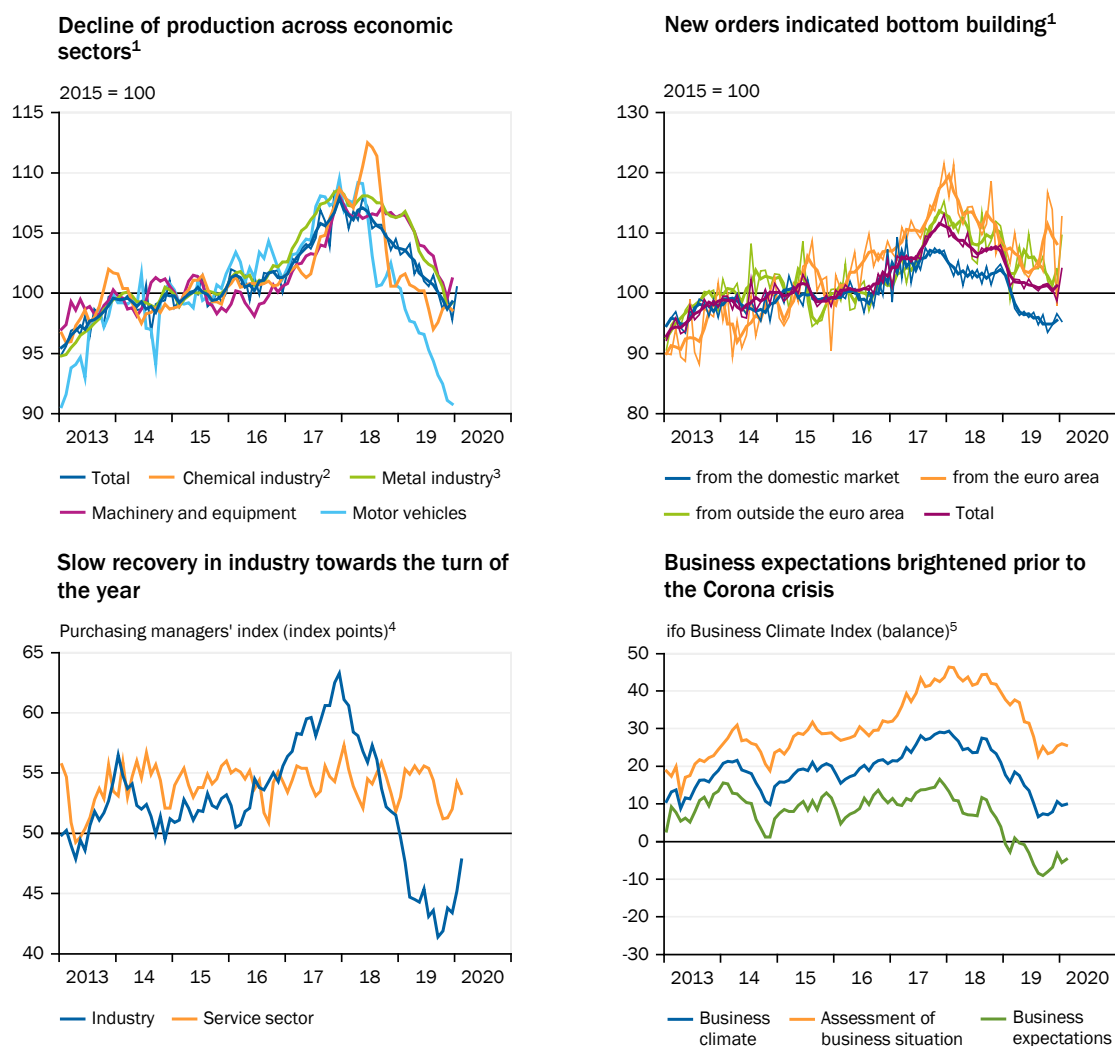 Decline of production across economic
sectors1
2015 = 100
115
110
105
100
95
90
2013 14 15 16 17 18 19 2020
Total Chemical industry2 Metal industry3
Machinery and equipment Motor vehicles
New orders indicated bottom building1
2015 = 100
130
120
110
100
90
80
2013 14 15 16 17 18 19 2020
from the domestic market from the euro area
from outside the euro area Total
Slow recovery in industry towards the turn of
the year
Purchasing managers' index (index points)4
65
60
55
50
45
40
2013 14 15 16 17 18 19 2020
Industry Service sector
Business expectations brightened prior to
the Corona crisis
ifo Business Climate Index (balance)5
50
40
30
20
10
0
-10
-20
-30
2013 14 15 16 17 18 19 2020
Business Assessment of Business
climate business situation expectations